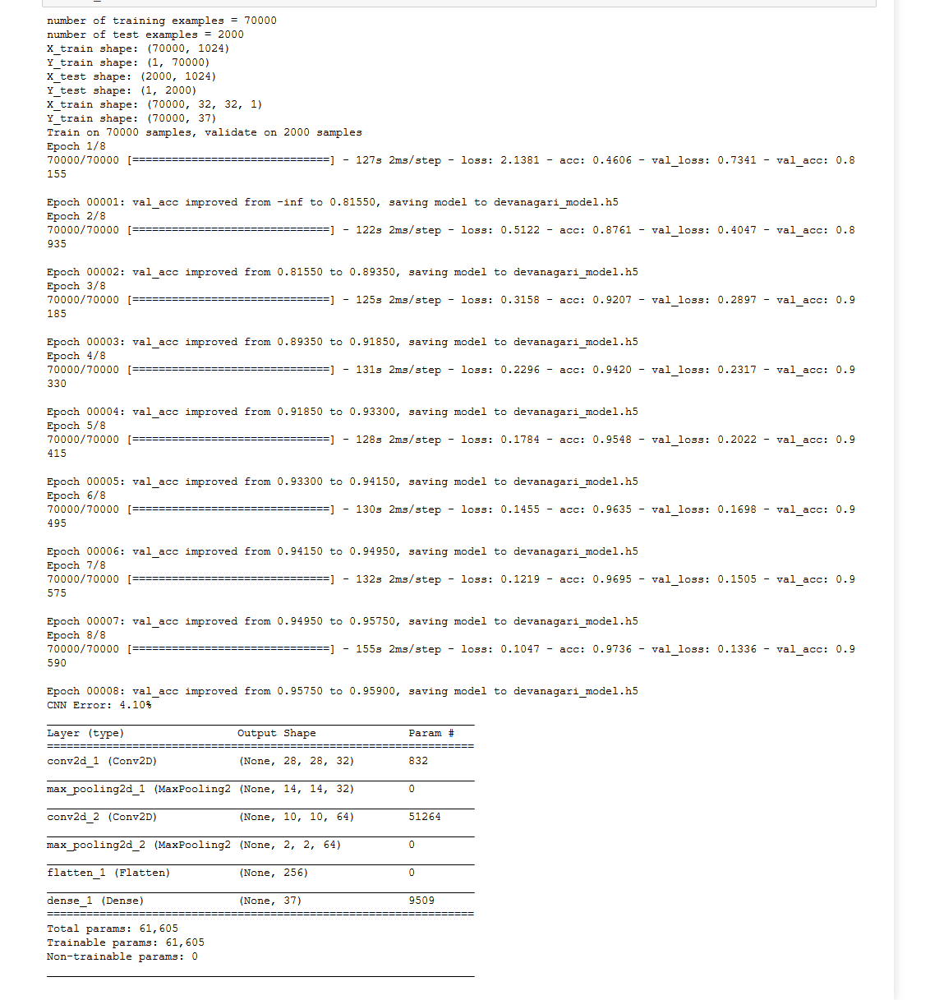 number of training examples = 70000
number of test examples = 2000
X_train shape: (70000, 1024)
Y_train shape: (1, 70000)
X_test shape: (2000, 1024)
Y_test shape: (1, 2000)
X_train shape: (70000, 32, 32, 1)
Y_train shape: (70000, 37)
Train on 70000 samples, validate on 2000 samples
Epoch 1/8
70000/70000 [==============================] - 127s 2ms/step - loss: 2.1381 - acc: 0.4606 - val_loss: 0.7341 - val_acc: 0.8
155
Epoch 00001: val_acc improved from -inf to 0.81550, saving model to devanagari_model.h5
Epoch 2/8
70000/70000 [==============================] - 122s 2ms/step - loss: 0.5122 - acc: 0.8761 - val_loss: 0.4047 - val_acc: 0.8
935
Epoch 00002: val_acc improved from 0.81550 to 0.89350, saving model to devanagari_model.h5
Epoch 3/8
70000/70000 [==============================] - 125s 2ms/step - loss: 0.3158 - acc: 0.9207 - val_loss: 0.2897 - val_acc: 0.9
185
Epoch 00003: val_acc improved from 0.89350 to 0.91850, saving model to devanagari_model.h5
Epoch 4/8
70000/70000 [==============================] - 131s 2ms/step - loss: 0.2296 - acc: 0.9420 - val_loss: 0.2317 - val_acc: 0.9
330
Epoch 00004: val_acc improved from 0.91850 to 0.93300, saving model to devanagari_model.h5
Epoch 5/8
70000/70000 [==============================] - 128s 2ms/step - loss: 0.1784 - acc: 0.9548 - val_loss: 0.2022 - val_acc: 0.9
415
Epoch 00005: val_acc improved from 0.93300 to 0.94150, saving model to devanagari_model.h5
Epoch 6/8
70000/70000 [==============================] - 130s 2ms/step - loss: 0.1455 - acc: 0.9635 - val_loss: 0.1698 - val_acc: 0.9
495
Epoch 00006: val_acc improved from 0.94150 to 0.94950, saving model to devanagari_model.h5
Epoch 7/8
70000/70000 [==============================] - 132s 2ms/step - loss: 0.1219 - acc: 0.9695 - val_loss: 0.1505 - val_acc: 0.9
575
Epoch 00007: val_acc improved from 0.94950 to 0.95750, saving model to devanagari_model.h5
Epoch 8/8
70000/70000 [==============================] - 155s 2ms/step - loss: 0.1047 - acc: 0.9736 - val_loss: 0.1336 - val_acc: 0.9
590
Epoch 00008: val_acc improved from 0.95750 to 0.95900, saving model to devanagari_model.h5
CNN Error: 4.10%
_________________________________________________________________
Layer (type)                 Output Shape              Param #
=================================================================
conv2d_1 (Conv2D)            (None, 28, 28, 32)        832
_________________________________________________________________
max_pooling2d_1 (MaxPooling2 (None, 14, 14, 32)        0
_________________________________________________________________
conv2d_2 (Conv2D)            (None, 10, 10, 64)        51264
_________________________________________________________________
max_pooling2d_2 (MaxPooling2 (None, 2, 2, 64)          0
_________________________________________________________________
flatten_1 (Flatten)          (None, 256)               0
_________________________________________________________________
dense_1 (Dense)              (None, 37)                9509
=================================================================
Total params: 61,605
Trainable params: 61,605
Non-trainable params: 0
_________________________________________________________________